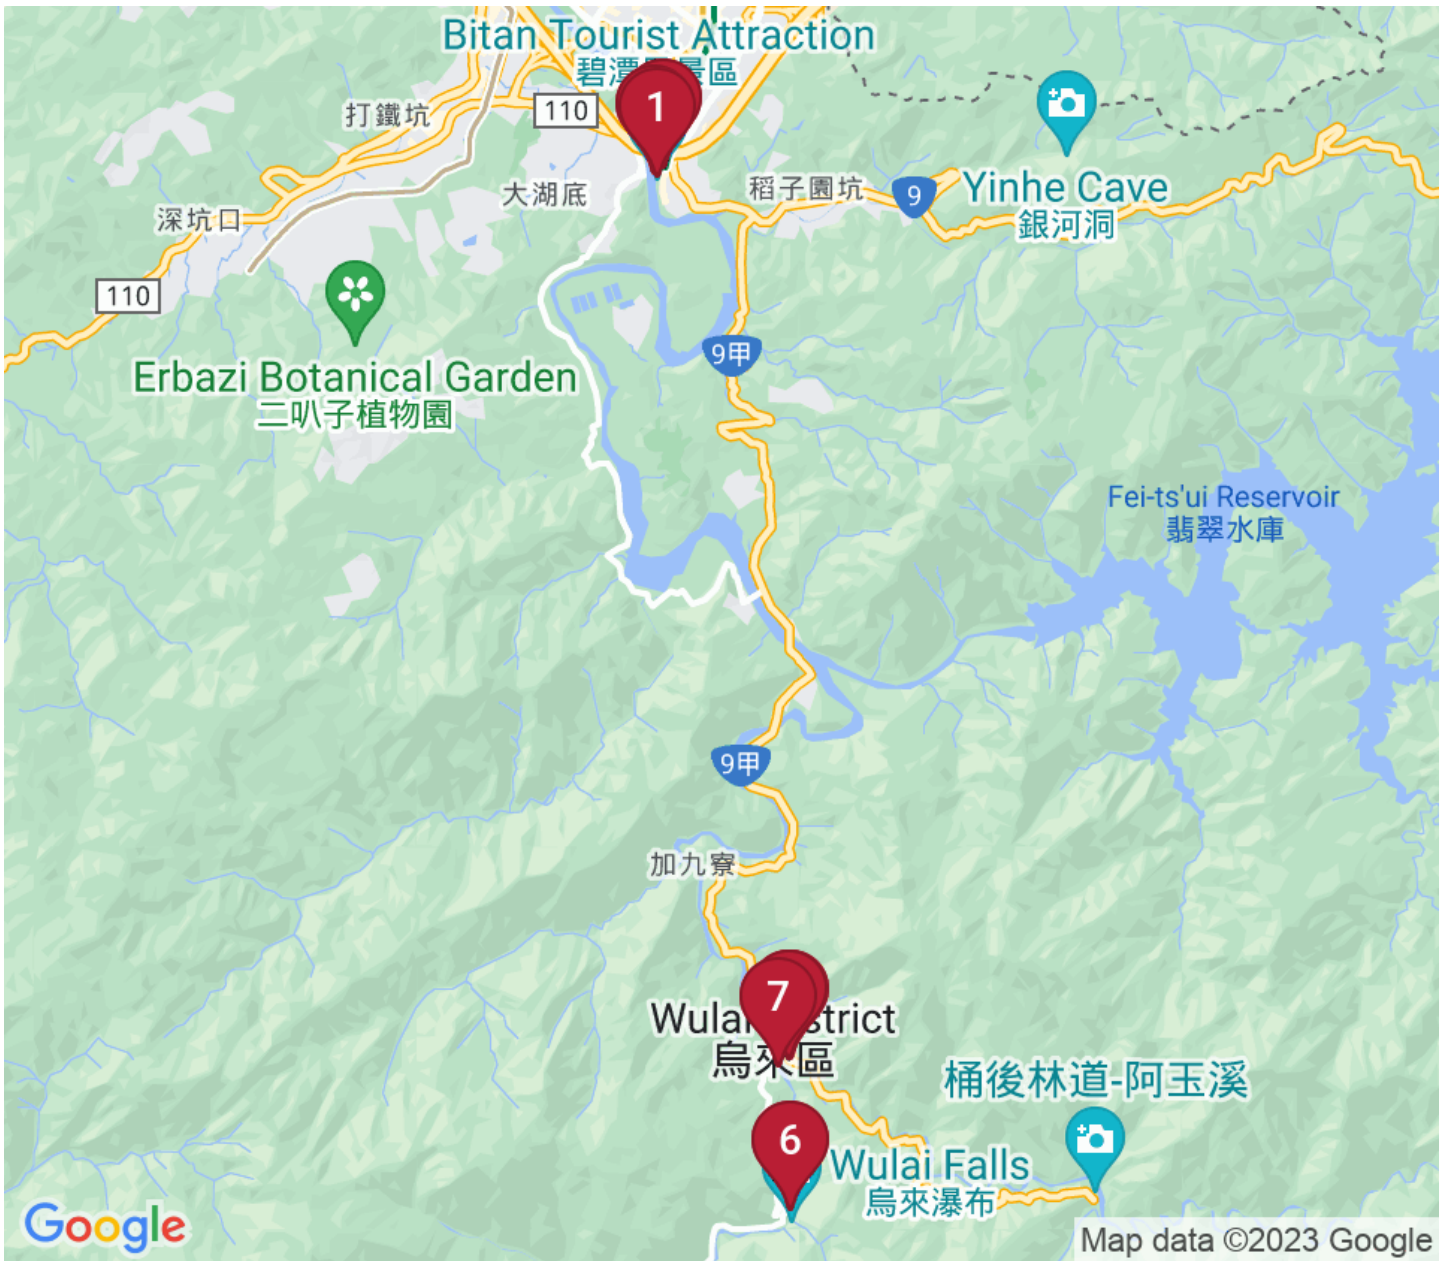 Bitan Tourist Attraction
碧潭 景區
1
110
打鐵坑
大湖底
稻子園坑
9
Yinhe Cave
銀河洞
深坑口
110
9甲
Erbazi Botanical Garden
二叭子植物園
Fei-ts'ui Reservoir
翡翠水庫
9甲
加九寮
7
Wulai strict
烏來區
桶後林道-阿玉溪
6
Wulai Falls
烏來瀑布
Google
Map data ©2023 Google